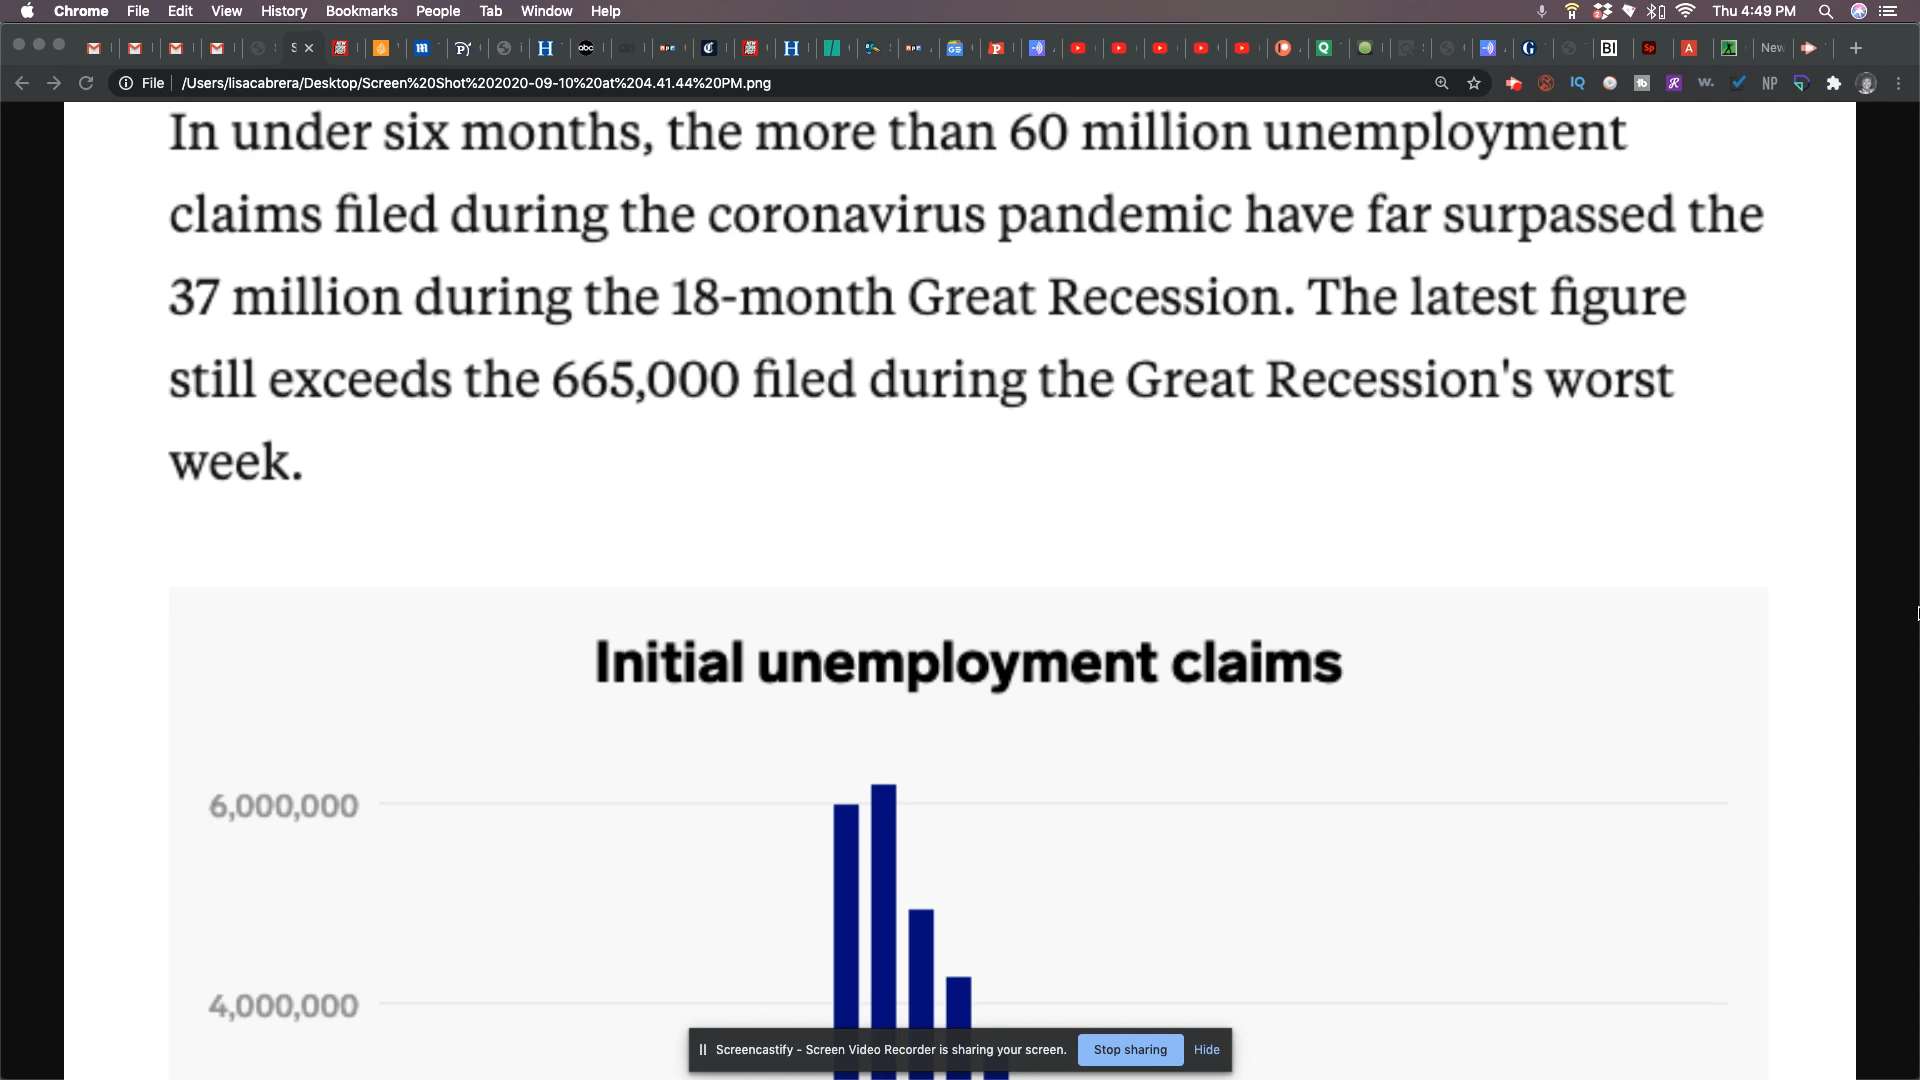 Chrome File Edit View History Bookmarks People Tab Window Help Thu 4:49 PM
S New
File /Users/lisacabrera/Desktop/Screen%20Shot%202020-09-10%20at%204.41.44%20PM.png
In under six months, the more than 60 million unemployment
claims filed during the coronavirus pandemic have far surpassed the
37 million during the 18-month Great Recession. The latest figure
still exceeds the 665,000 filed during the Great Recession's worst
week.
Initial unemployment claims
6,000,000
4,000,000
Screencastify - Screen Video Recorder is sharing your screen. Stop sharing Hide